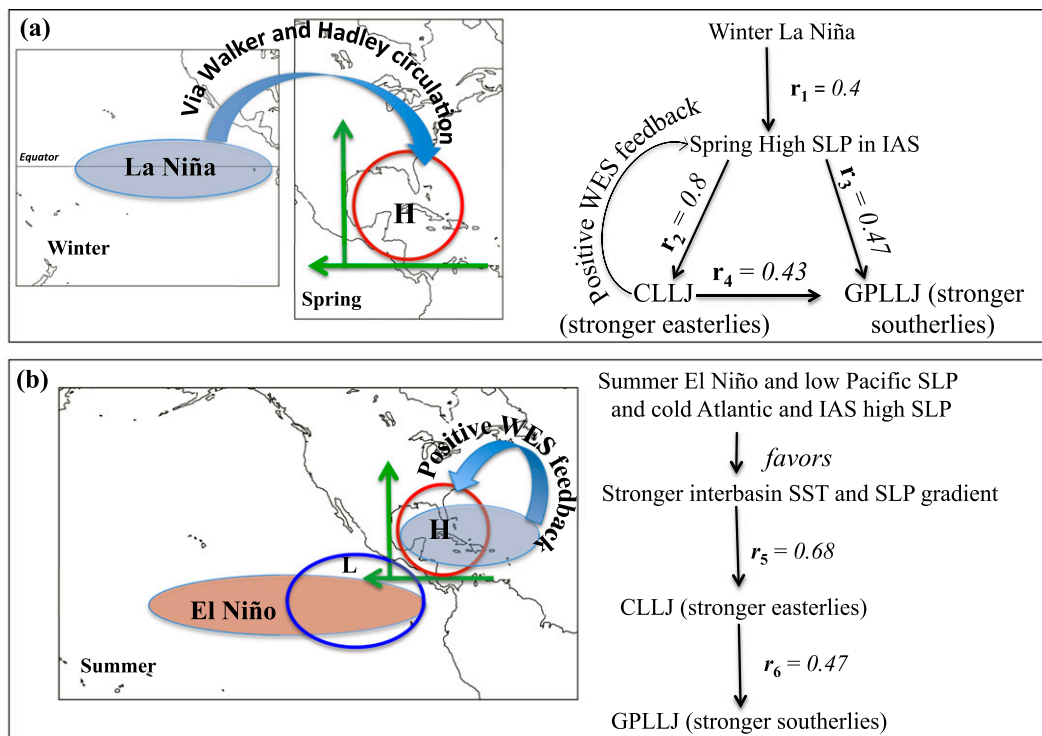 (a)
Via Walker and Hadley circulation
Equator
La Niña
H
Winter
Spring
Winter La Niña
r1 = 0.4
Spring High SLP in IAS
Positive WES feedback
r2 = 0.8
r3 = 0.47
r4 = 0.43
CLLJ
(stronger easterlies)
GPLLJ (stronger
southerlies)
(b)
Positive WES feedback
H
L
El Niño
Summer
Summer El Niño and low Pacific SLP
and cold Atlantic and IAS high SLP
favors
Stronger interbasin SST and SLP gradient
r5 = 0.68
CLLJ (stronger easterlies)
r6 = 0.47
GPLLJ (stronger southerlies)